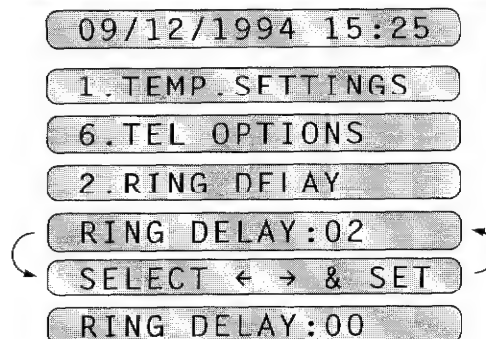 09/12/1994 15:25
1.TEMP.SETTINGS
6.TEL OPTIONS
2.RING DELAY
RING DELAY:02
SELECT ← → & SET
RING DELAY:00